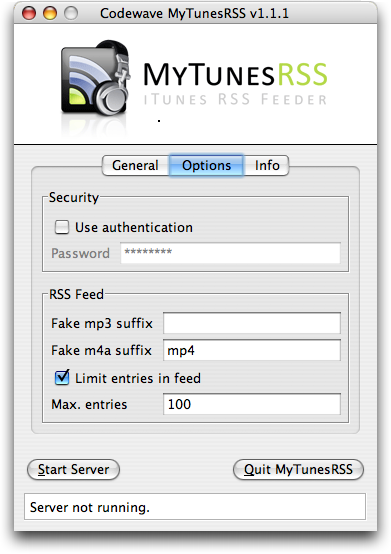 Codewave MyTunesRSS v1.1.1
MyTunesRSS
iTunes RSS Feeder
General Options Info
Security
Use authentication
Password ********
RSS Feed
Fake mp3 suffix
Fake m4a suffix mp4
Limit entries in feed
Max. entries 100
Start Server Quit MyTunesRSS
Server not running.